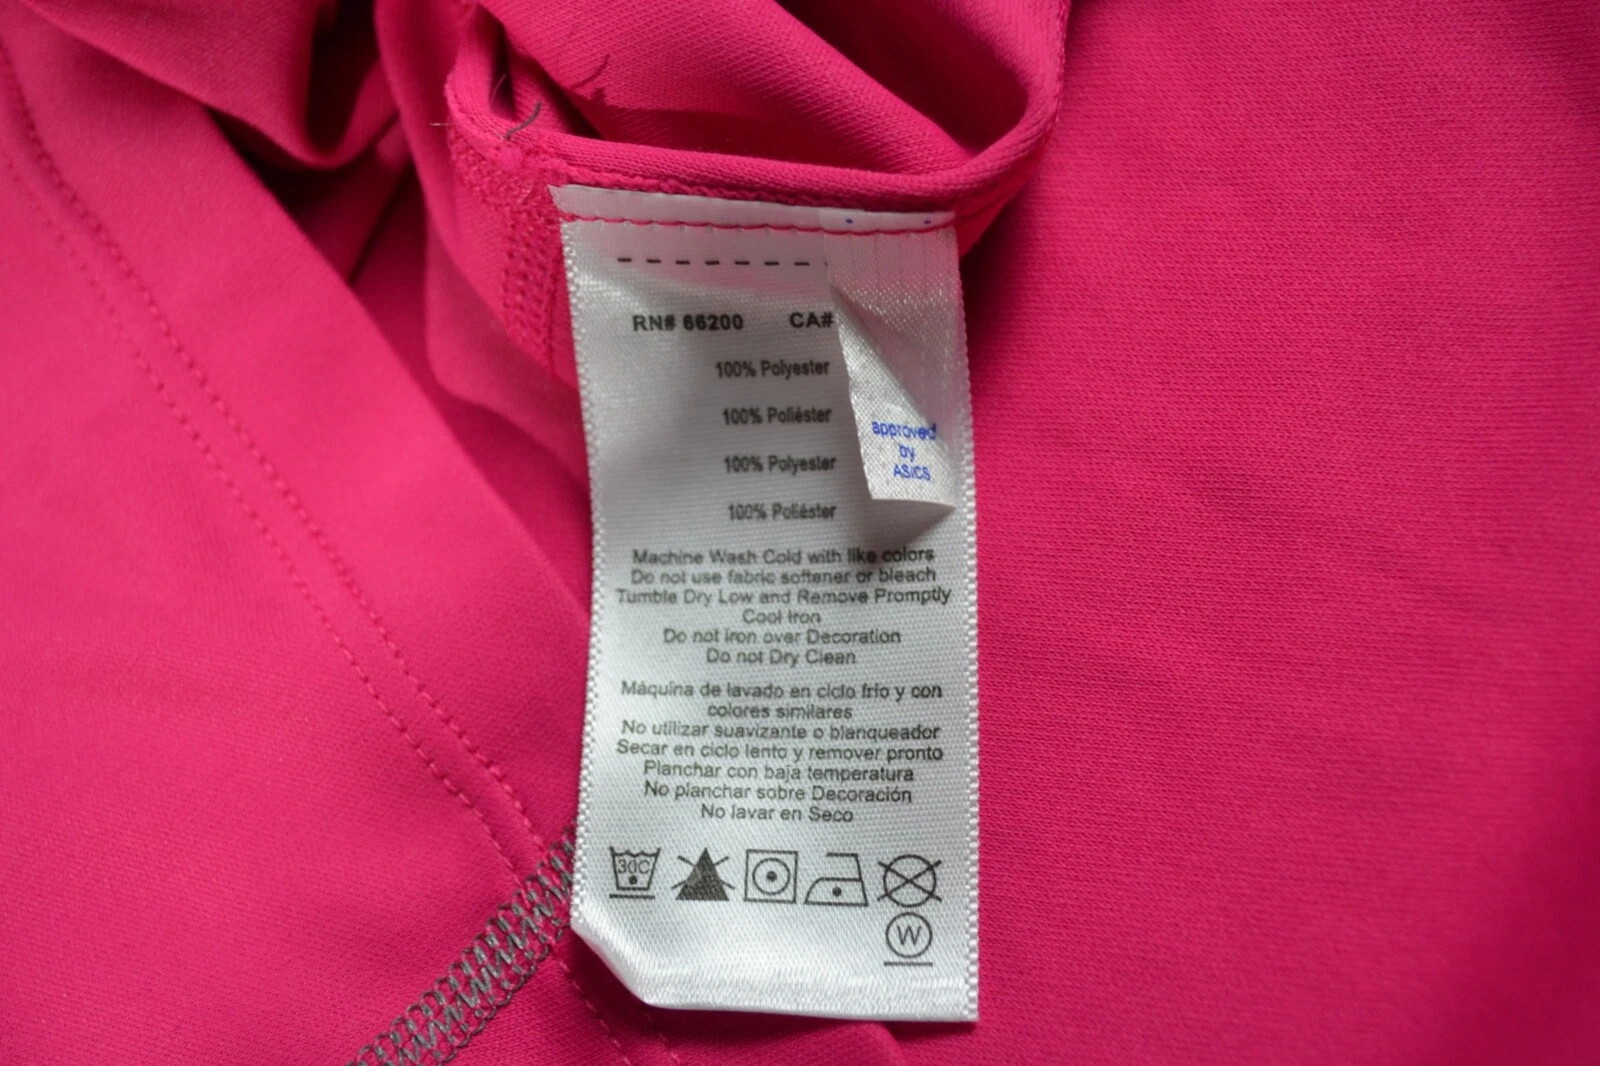 RN# 66200 CA#
100% Polyester
100% Poliéster
100% Polyester
100% Poliéster
approved
by
ASICS
Machine Wash Cold with like colors
Do not use fabric softener or bleach
Tumble Dry Low and Remove Promptly
Cool Iron
Do not iron over Decoration
Do not Dry Clean
Máquina de lavado en ciclo frio y con
colores similares
No utilizar suavizante o blanqueador
Secar en ciclo lento y remover pronto
Planchar con baja temperatura
No planchar sobre Decoración
No lavar en Seco
30C
W